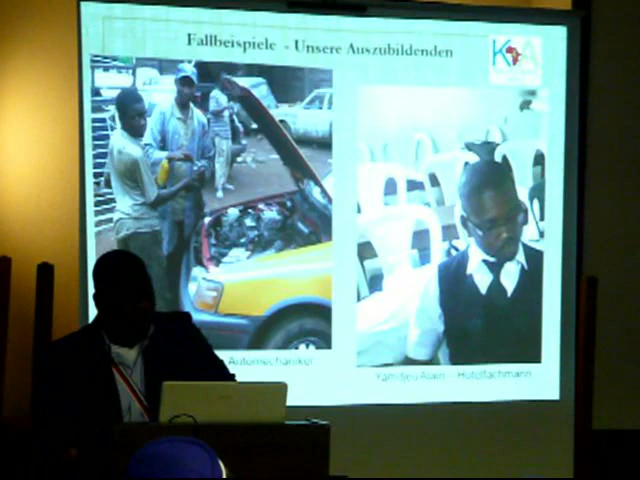 Fallbeispiele - Unsere Auszubildenden
K A
Automechaniker
Hotelfachmann